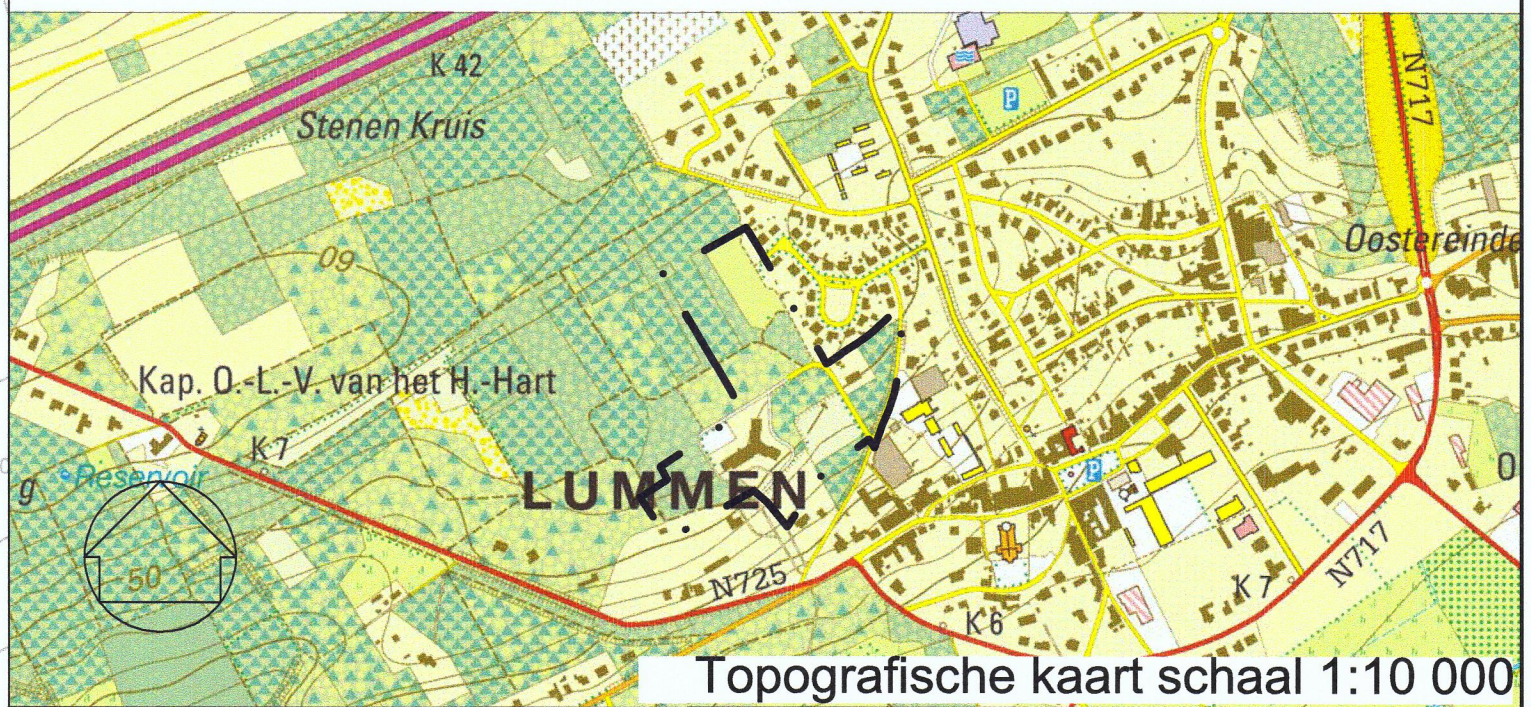 K 42
N717
P
Stenen Kruis
Oostereinde
60
Kap. O.-L.-V. van het H.-Hart
K 7
g
Reservoir
LUMMEN
P
O
50
N725
K 7
N717
K 6
Topografische kaart schaal 1:10 000